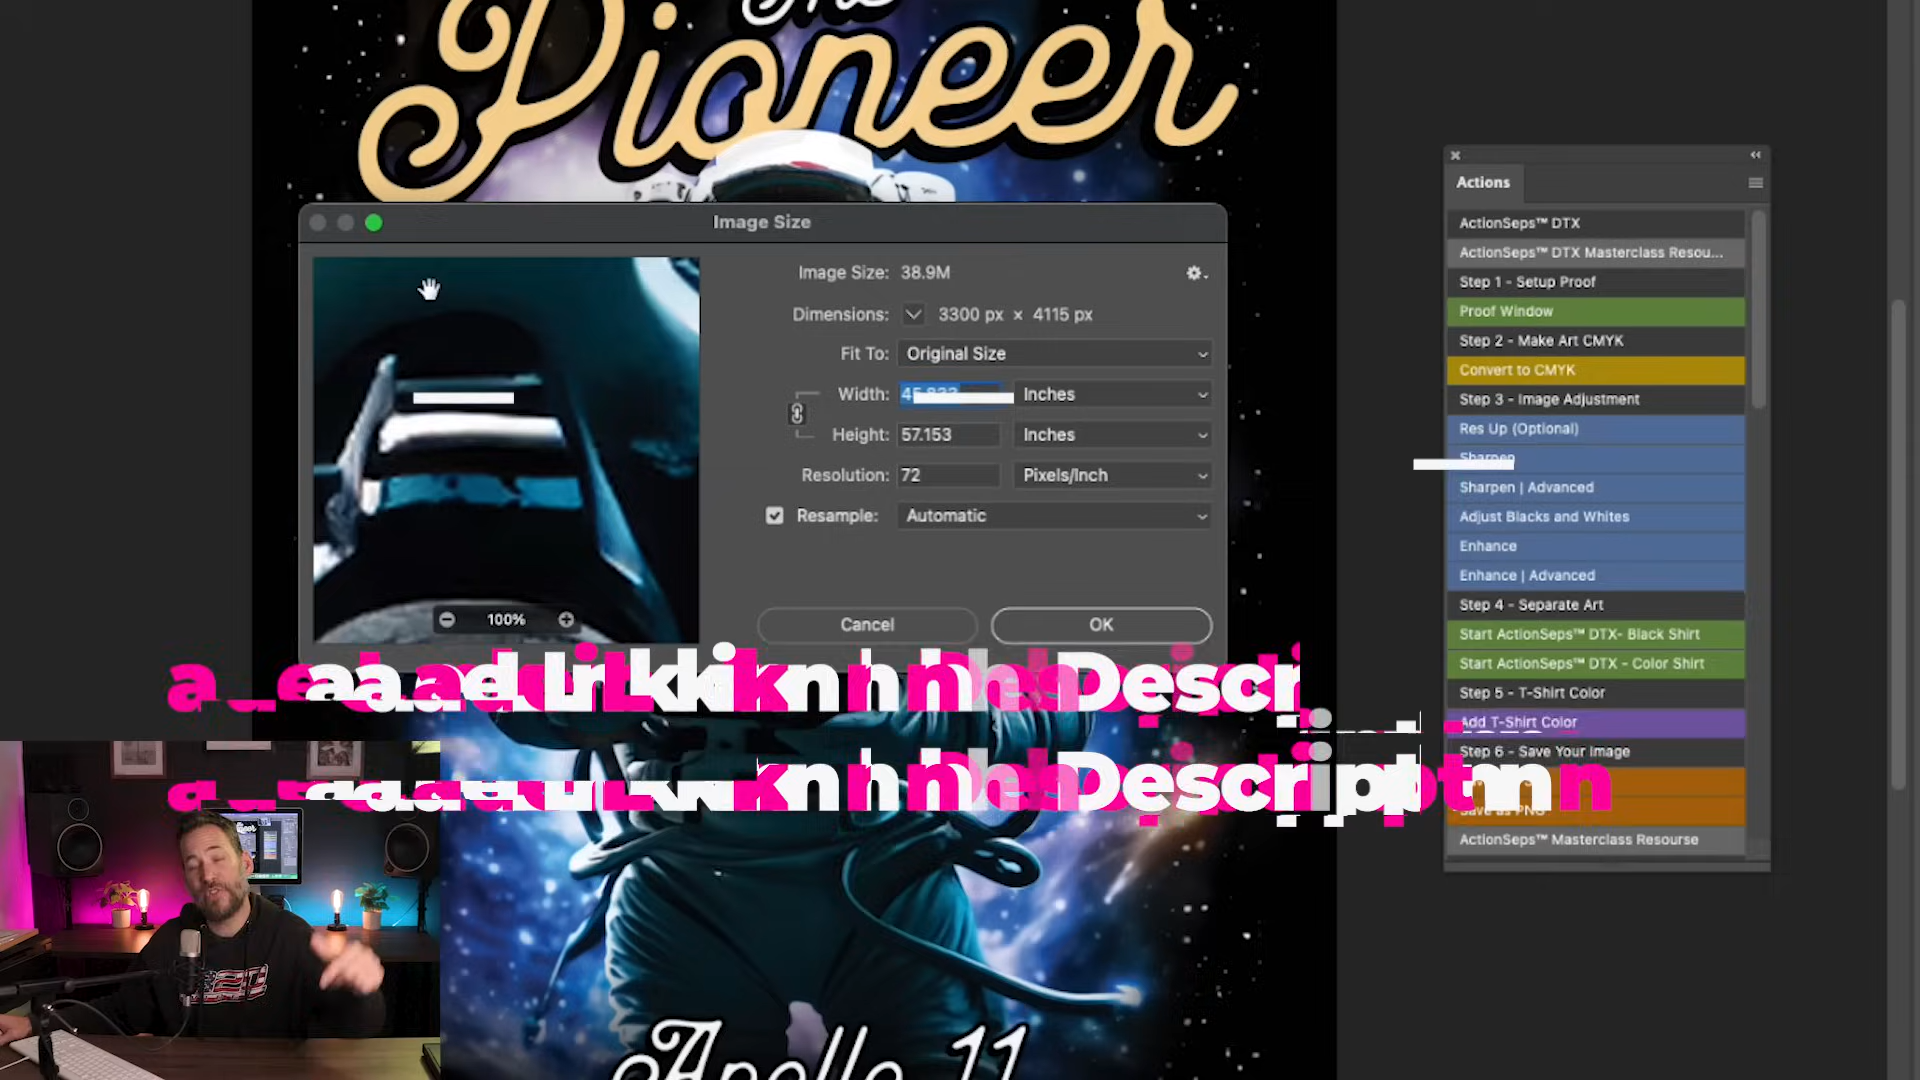 The
Pioneer
Image Size
Image Size: 38.9M
Dimensions: 3300 px × 4115 px
Fit To: Original Size
Width: Inches
Height: 57.153 Inches
Resolution: 72 Pixels/Inch
Resample: Automatic
100%
Cancel OK
Apollo 11
Actions
ActionSeps™ DTX
ActionSeps™ DTX Masterclass Resou...
Step 1 - Setup Proof
Proof Window
Step 2 - Make Art CMYK
Convert to CMYK
Step 3 - Image Adjustment
Res Up (Optional)
Sharpen
Sharpen | Advanced
Adjust Blacks and Whites
Enhance
Enhance | Advanced
Step 4 - Separate Art
Start ActionSeps™ DTX- Black Shirt
Start ActionSeps™ DTX - Color Shirt
Step 5 - T-Shirt Color
Add T-Shirt Color
Step 6 - Save Your Image
Save as PNG
ActionSeps™ Masterclass Resourse